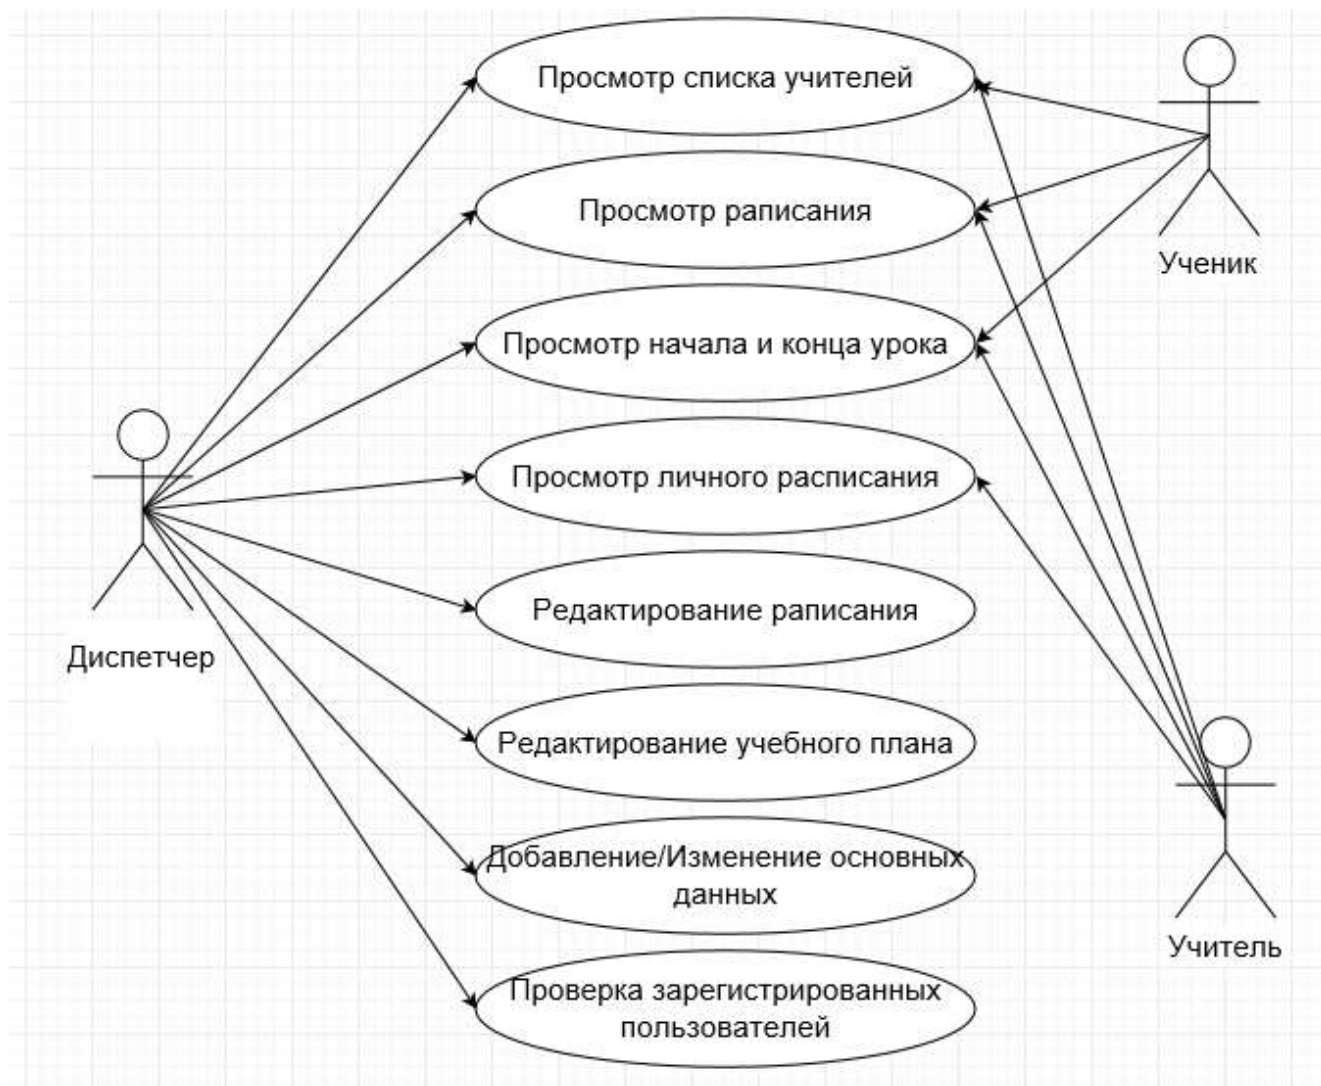 Просмотр списка учителей
Просмотр раписания
Ученик
Просмотр начала и конца урока
Просмотр личного расписания
Редактирование раписания
Диспетчер
Редактирование учебного плана
Добавление/Изменение основных
данных
Учитель
Проверка зарегистрированных
пользователей